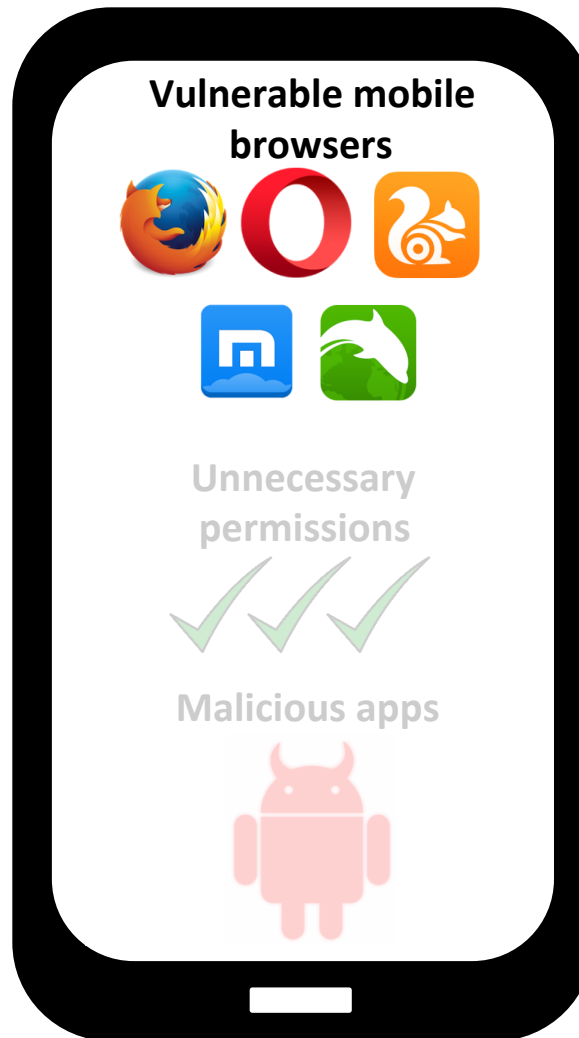 Vulnerable mobile
browsers
Unnecessary
permissions
Malicious apps